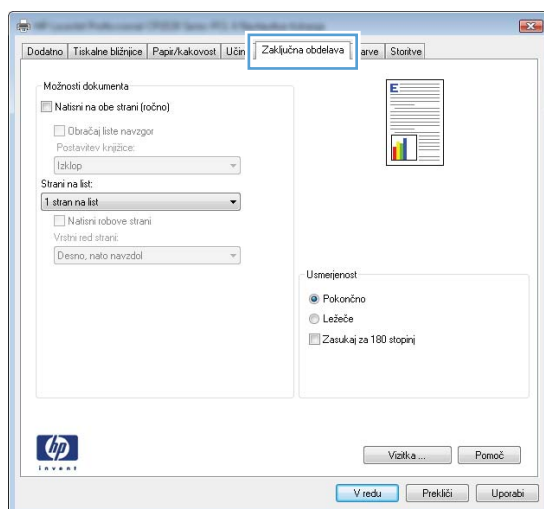 Dodatno Tiskalne bližnjice Papir/kakovost Učin Zaključna obdelava arve Storitve
Možnosti dokumenta
Natisni na obe strani (ročno)
Obračaj liste navzgor
Postavitev knjižice:
Izklop
Strani na list:
1 stran na list
Natisni robove strani
Vrstni red strani:
Desno, nato navzdol
E
Usmerjenost
Pokončno
Ležeče
Zasukaj za 180 stopinj
hp
invent
Vizitka ... Pomoč
V redu Prekliči Uporabi